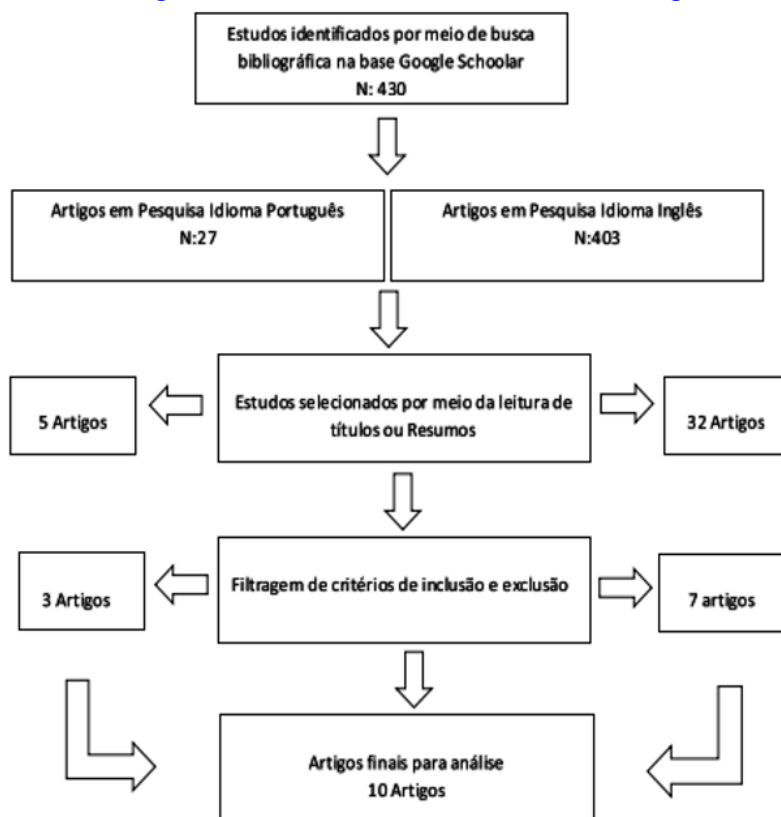 Estudos identificados por meio de busca
bibliográfica na base Google Schoolar
N: 430
Artigos em Pesquisa Idioma Português
N:27
Artigos em Pesquisa Idioma Inglês
N:403
5 Artigos
Estudos selecionados por meio da leitura de
títulos ou Resumos
32 Artigos
3 Artigos
Filtragem de critérios de inclusão e exclusão
7 artigos
Artigos finais para análise
10 Artigos